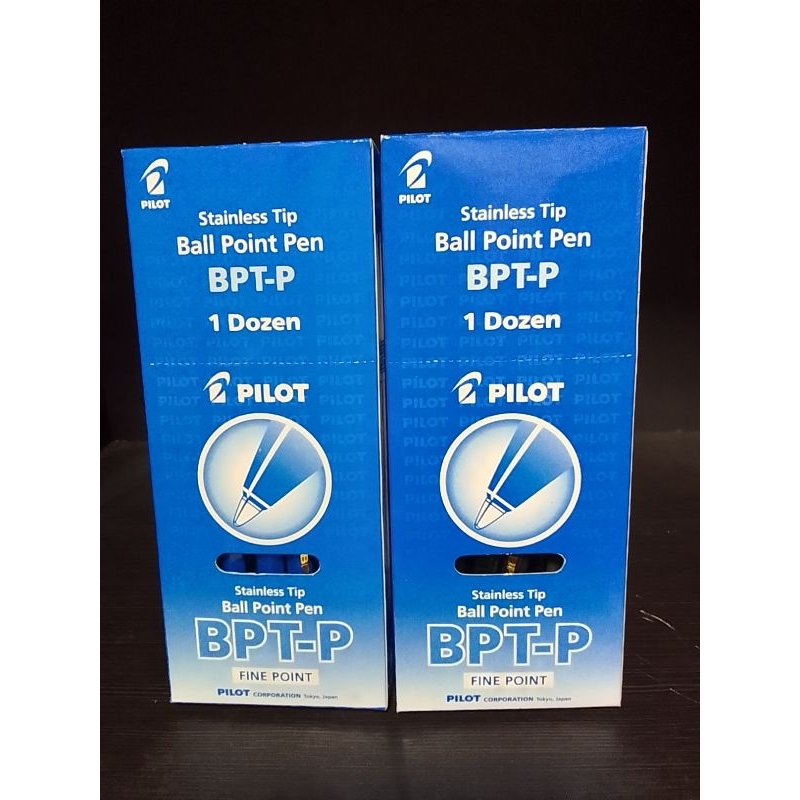 PILOT
Stainless Tip
Ball Point Pen
BPT-P
1 Dozen
PILOT
Stainless Tip
Ball Point Pen
BPT-P
FINE POINT
PILOT CORPORATION Tokyo, Japan
PILOT
Stainless Tip
Ball Point Pen
BPT-P
1 Dozen
PILOT
Stainless Tip
Ball Point Pen
BPT-P
FINE POINT
PILOT CORPORATION Tokyo, Japan